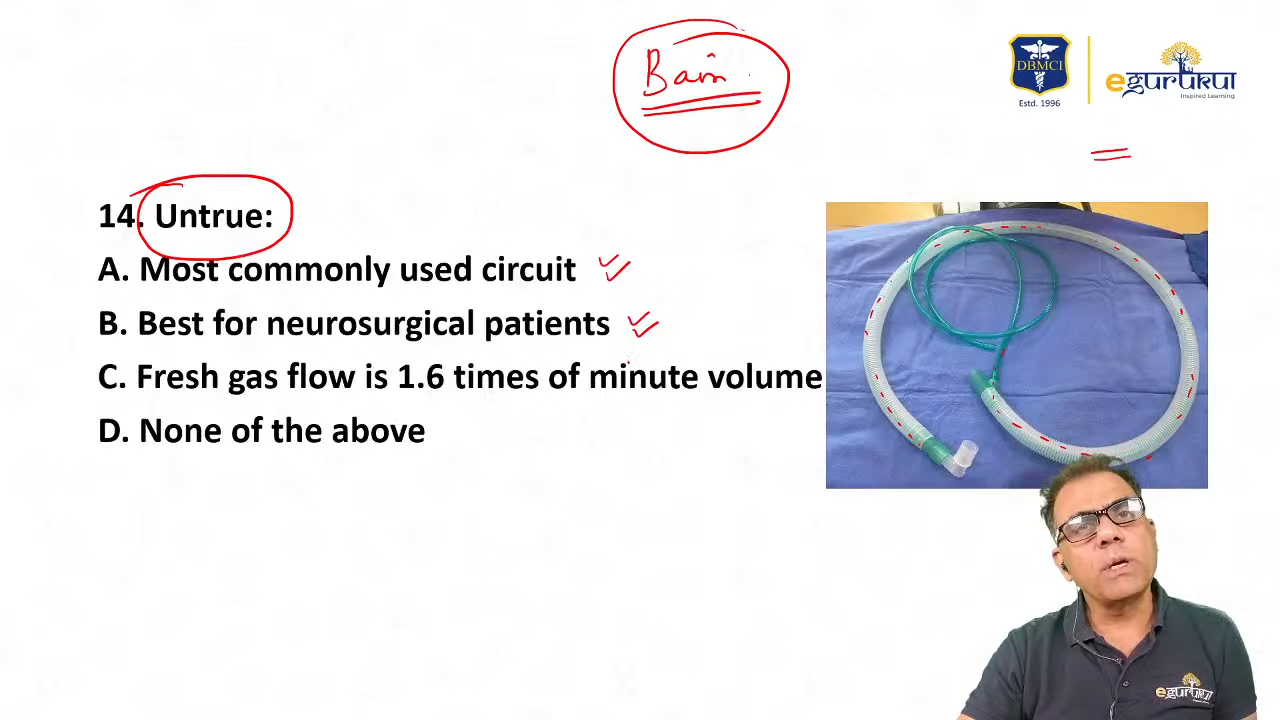 Bain
DBMCI
Estd. 1996
egurukul
Inspired Learning
14. Untrue:
A. Most commonly used circuit
B. Best for neurosurgical patients
C. Fresh gas flow is 1.6 times of minute volume
D. None of the above
egurukul